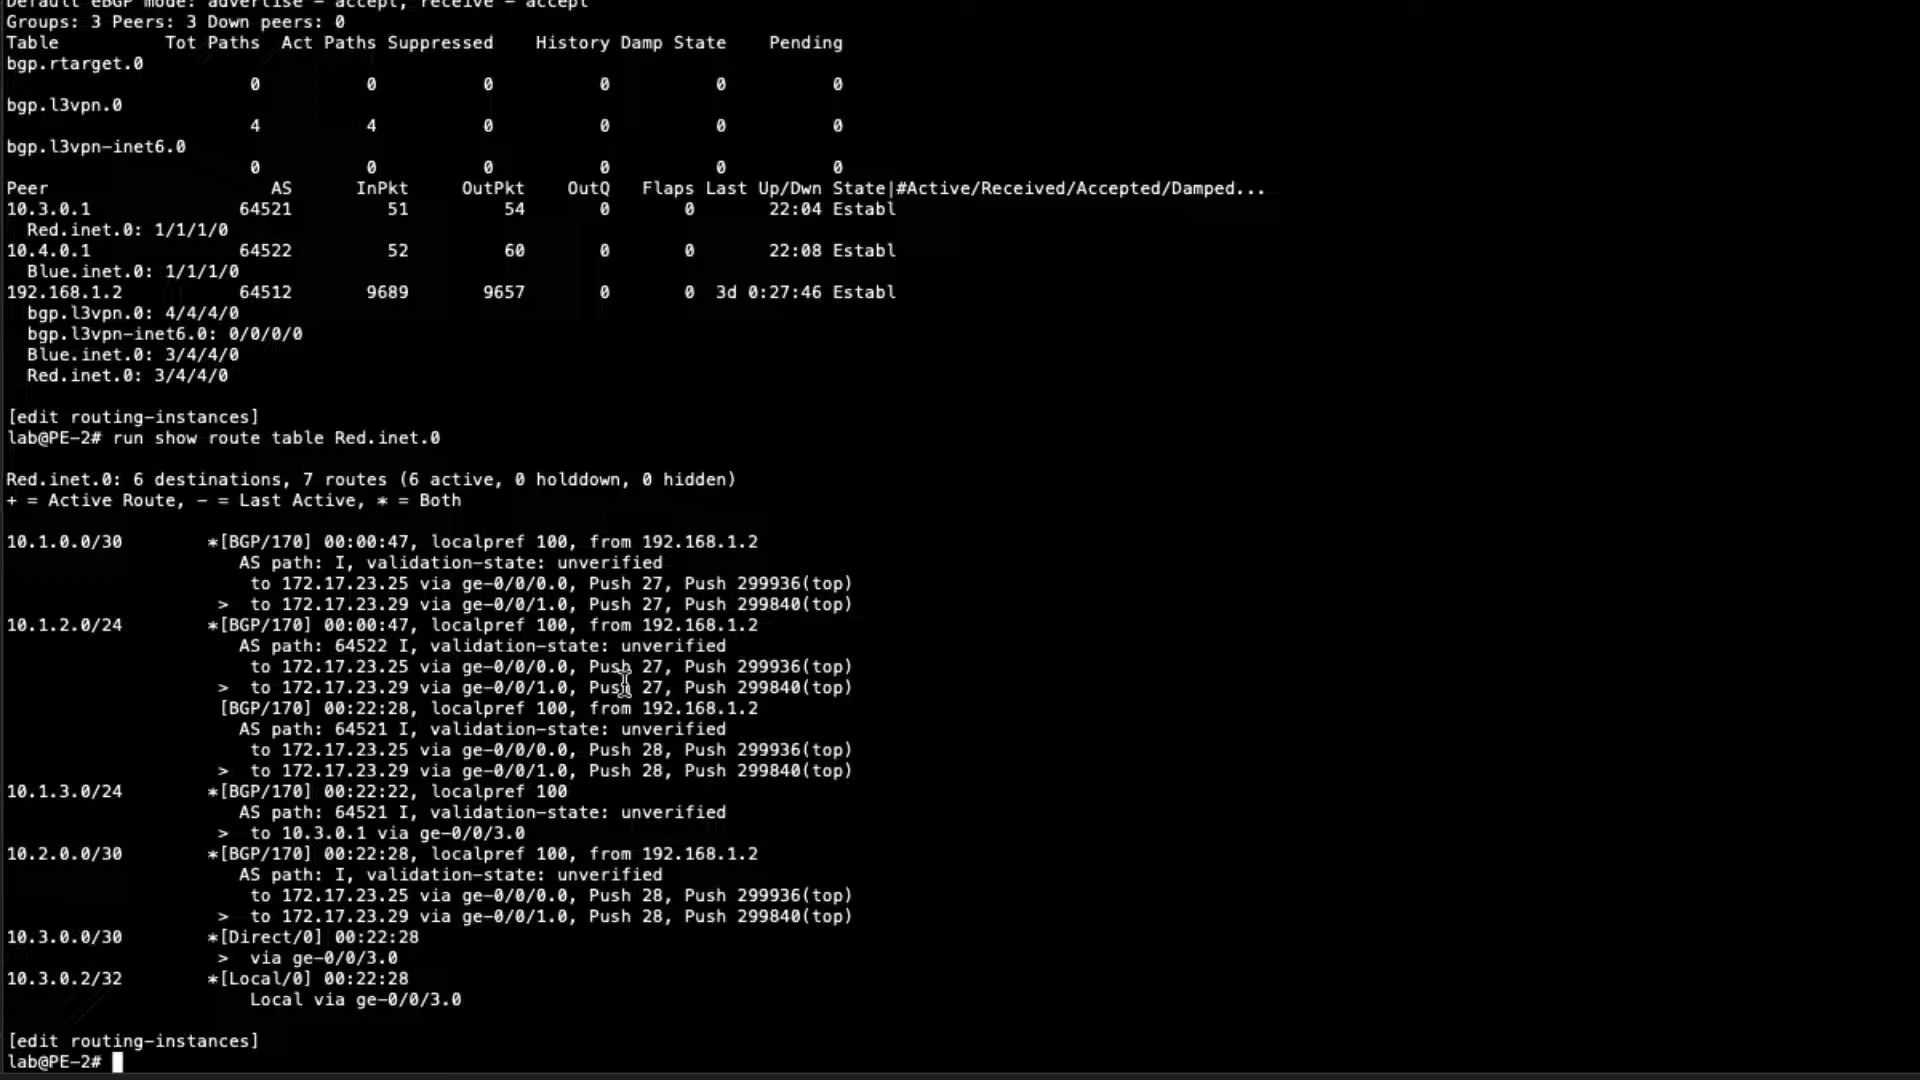 Default eBGP mode: advertise - accept, receive - accept
Groups: 3 Peers: 3 Down peers: 0
Table          Tot Paths  Act Paths Suppressed    History Damp State    Pending
bgp.rtarget.0
                       0          0          0          0          0          0
bgp.l3vpn.0
                       4          4          0          0          0          0
bgp.l3vpn-inet6.0
                       0          0          0          0          0          0
Peer                     AS      InPkt     OutPkt    OutQ   Flaps Last Up/Dwn State|#Active/Received/Accepted/Damped...
10.3.0.1              64521         51         54       0       0       22:04 Establ
  Red.inet.0: 1/1/1/0
10.4.0.1              64522         52         60       0       0       22:08 Establ
  Blue.inet.0: 1/1/1/0
192.168.1.2           64512       9689       9657       0       0  3d 0:27:46 Establ
  bgp.l3vpn.0: 4/4/4/0
  bgp.l3vpn-inet6.0: 0/0/0/0
  Blue.inet.0: 3/4/4/0
  Red.inet.0: 3/4/4/0
[edit routing-instances]
lab@PE-2# run show route table Red.inet.0
Red.inet.0: 6 destinations, 7 routes (6 active, 0 holddown, 0 hidden)
+ = Active Route, - = Last Active, * = Both
10.1.0.0/30        *[BGP/170] 00:00:47, localpref 100, from 192.168.1.2
                      AS path: I, validation-state: unverified
                       to 172.17.23.25 via ge-0/0/0.0, Push 27, Push 299936(top)
                    >  to 172.17.23.29 via ge-0/0/1.0, Push 27, Push 299840(top)
10.1.2.0/24        *[BGP/170] 00:00:47, localpref 100, from 192.168.1.2
                      AS path: 64522 I, validation-state: unverified
                       to 172.17.23.25 via ge-0/0/0.0, Push 27, Push 299936(top)
                    >  to 172.17.23.29 via ge-0/0/1.0, Push 27, Push 299840(top)
                    [BGP/170] 00:22:28, localpref 100, from 192.168.1.2
                      AS path: 64521 I, validation-state: unverified
                       to 172.17.23.25 via ge-0/0/0.0, Push 28, Push 299936(top)
                    >  to 172.17.23.29 via ge-0/0/1.0, Push 28, Push 299840(top)
10.1.3.0/24        *[BGP/170] 00:22:22, localpref 100
                      AS path: 64521 I, validation-state: unverified
                    >  to 10.3.0.1 via ge-0/0/3.0
10.2.0.0/30        *[BGP/170] 00:22:28, localpref 100, from 192.168.1.2
                      AS path: I, validation-state: unverified
                       to 172.17.23.25 via ge-0/0/0.0, Push 28, Push 299936(top)
                    >  to 172.17.23.29 via ge-0/0/1.0, Push 28, Push 299840(top)
10.3.0.0/30        *[Direct/0] 00:22:28
                    >  via ge-0/0/3.0
10.3.0.2/32        *[Local/0] 00:22:28
                       Local via ge-0/0/3.0
[edit routing-instances]
lab@PE-2#